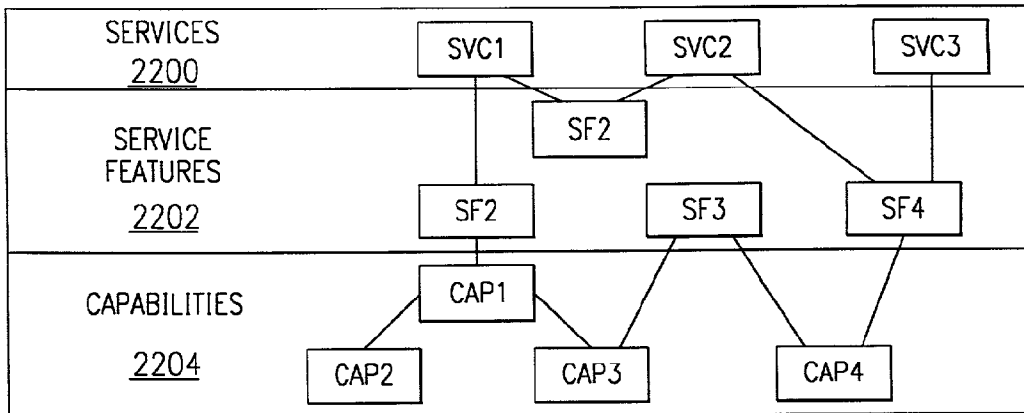 SERVICES
2200
SVC1
SVC2
SVC3
SERVICE
FEATURES
2202
SF2
SF2
SF3
SF4
CAPABILITIES
2204
CAP1
CAP2
CAP3
CAP4